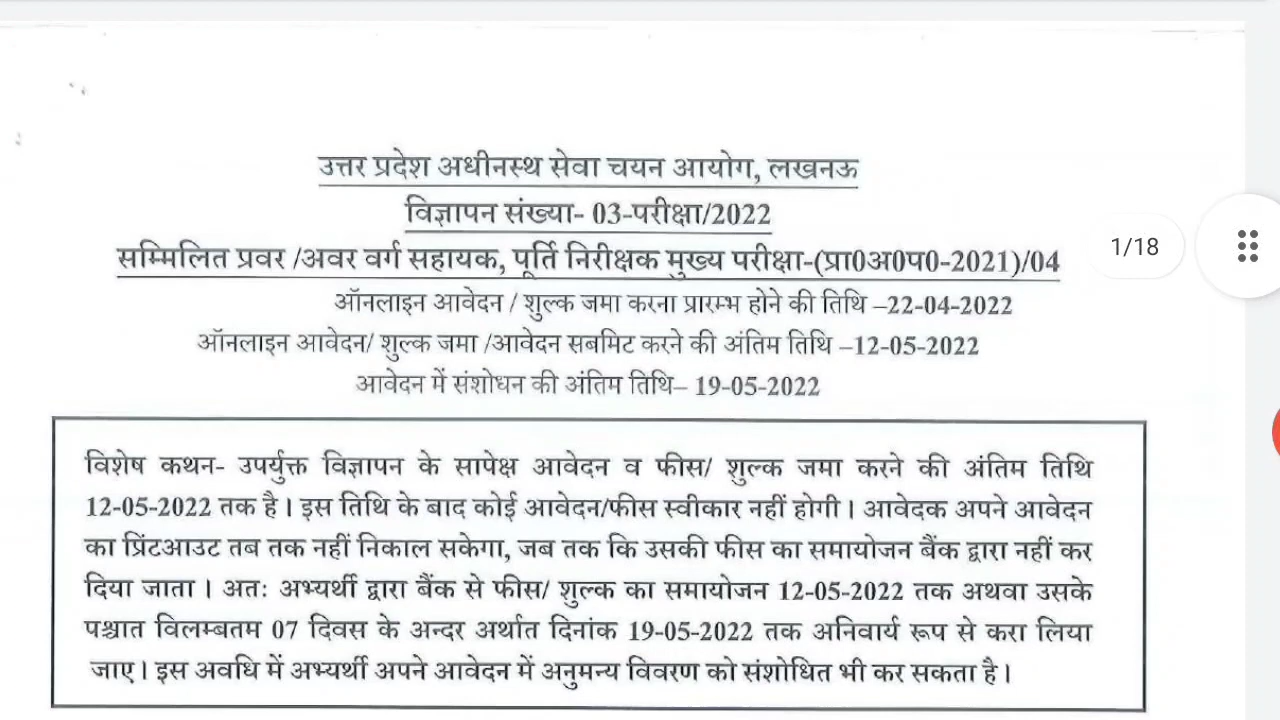 उत्तर प्रदेश अधीनस्थ सेवा चयन आयोग, लखनऊ
विज्ञापन संख्या- 03-परीक्षा/2022
सम्मिलित प्रवर /अवर वर्ग सहायक, पूर्ति निरीक्षक मुख्य परीक्षा-(प्रा0अ0प0-2021)/04
1/18
ऑनलाइन आवेदन / शुल्क जमा करना प्रारम्भ होने की तिथि –22-04-2022
ऑनलाइन आवेदन/ शुल्क जमा /आवेदन सबमिट करने की अंतिम तिथि –12-05-2022
आवेदन में संशोधन की अंतिम तिथि– 19-05-2022
विशेष कथन- उपर्युक्त विज्ञापन के सापेक्ष आवेदन व फीस/ शुल्क जमा करने की अंतिम तिथि
12-05-2022 तक है। इस तिथि के बाद कोई आवेदन/फीस स्वीकार नहीं होगी। आवेदक अपने आवेदन
का प्रिंटआउट तब तक नहीं निकाल सकेगा, जब तक कि उसकी फीस का समायोजन बैंक द्वारा नहीं कर
दिया जाता । अतः अभ्यर्थी द्वारा बैंक से फीस/ शुल्क का समायोजन 12-05-2022 तक अथवा उसके
पश्चात विलम्बतम 07 दिवस के अन्दर अर्थात दिनांक 19-05-2022 तक अनिवार्य रूप से करा लिया
जाए। इस अवधि में अभ्यर्थी अपने आवेदन में अनुमन्य विवरण को संशोधित भी कर सकता है।